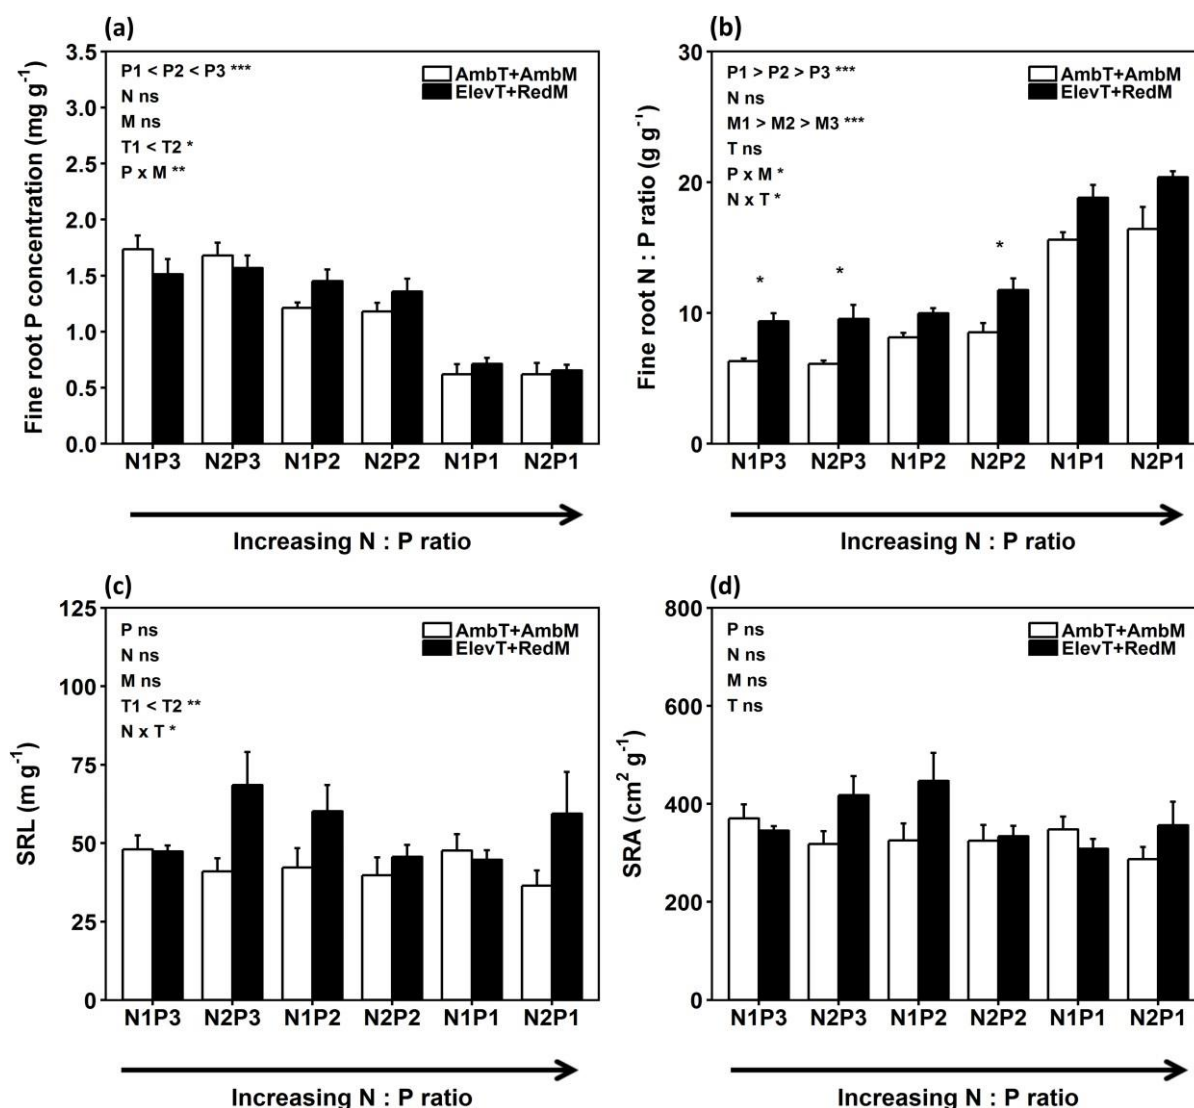 (a)
Fine root P concentration (mg g⁻¹)
3.5
3.0
2.5
2.0
1.5
1.0
0.5
0.0
P1 < P2 < P3 ***
N ns
M ns
T1 < T2 *
P x M **
AmbT+AmbM
ElevT+RedM
N1P3 N2P3 N1P2 N2P2 N1P1 N2P1
Increasing N : P ratio
(b)
Fine root N : P ratio (g g⁻¹)
30
20
10
0
P1 > P2 > P3 ***
N ns
M1 > M2 > M3 ***
T ns
P x M *
N x T *
AmbT+AmbM
ElevT+RedM
* * *
N1P3 N2P3 N1P2 N2P2 N1P1 N2P1
Increasing N : P ratio
(c)
SRL (m g⁻¹)
125
100
75
50
25
0
P ns
N ns
M ns
T1 < T2 **
N x T *
AmbT+AmbM
ElevT+RedM
N1P3 N2P3 N1P2 N2P2 N1P1 N2P1
Increasing N : P ratio
(d)
SRA (cm² g⁻¹)
800
600
400
200
0
P ns
N ns
M ns
T ns
AmbT+AmbM
ElevT+RedM
N1P3 N2P3 N1P2 N2P2 N1P1 N2P1
Increasing N : P ratio